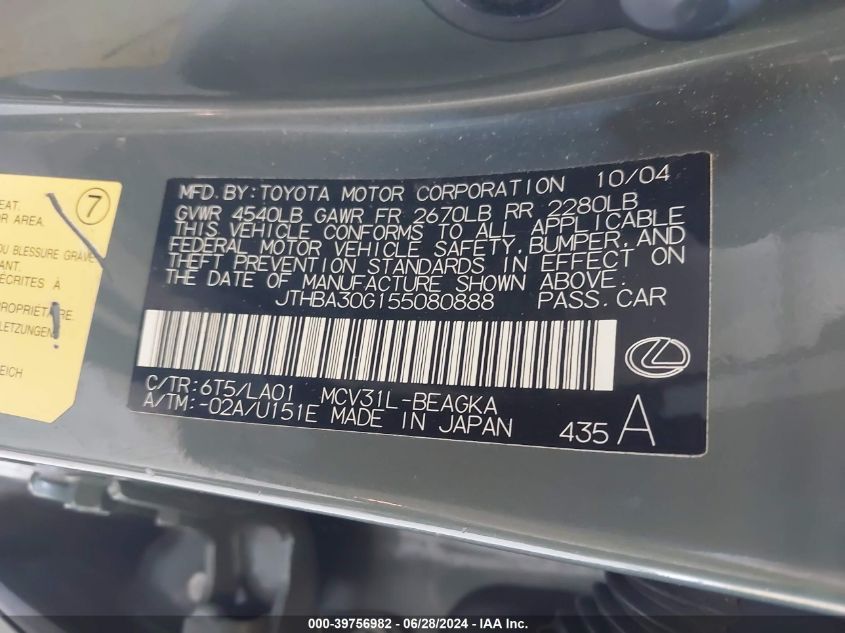 EAT.
OR AREA.
7
OU BLESSURE GRAVE
ANT.
ÉCRITES À
PROPRIÉTAIRE.
LETZUNGEN
EICH
MFD. BY: TOYOTA MOTOR CORPORATION 10/04
GVWR 4540LB GAWR FR 2670LB RR 2280LB
THIS VEHICLE CONFORMS TO ALL APPLICABLE
FEDERAL MOTOR VEHICLE SAFETY, BUMPER, AND
THEFT PREVENTION STANDARDS IN EFFECT ON
THE DATE OF MANUFACTURE SHOWN ABOVE.
JTHBA30G155080888 PASS. CAR
C/TR: 6T5/LA01 MCV31L-BEAGKA
A/TM: -02A/U151E MADE IN JAPAN 435 A
000-39756982 - 06/28/2024 - IAA Inc.